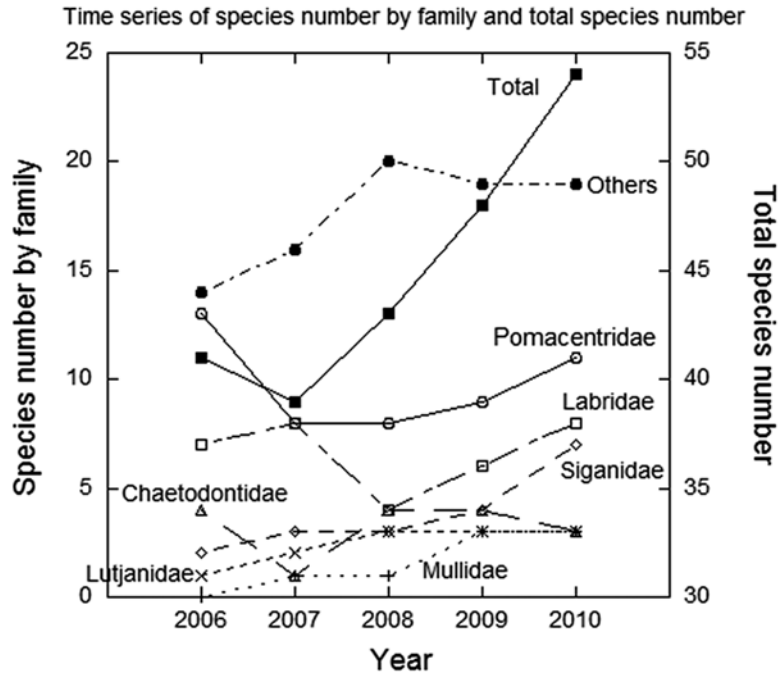 Time series of species number by family and total species number
25
20
15
10
5
0
Species number by family
55
50
45
40
35
30
Total species number
Total
Others
Pomacentridae
Labridae
Siganidae
Chaetodontidae
Lutjanidae
Mullidae
2006 2007 2008 2009 2010
Year